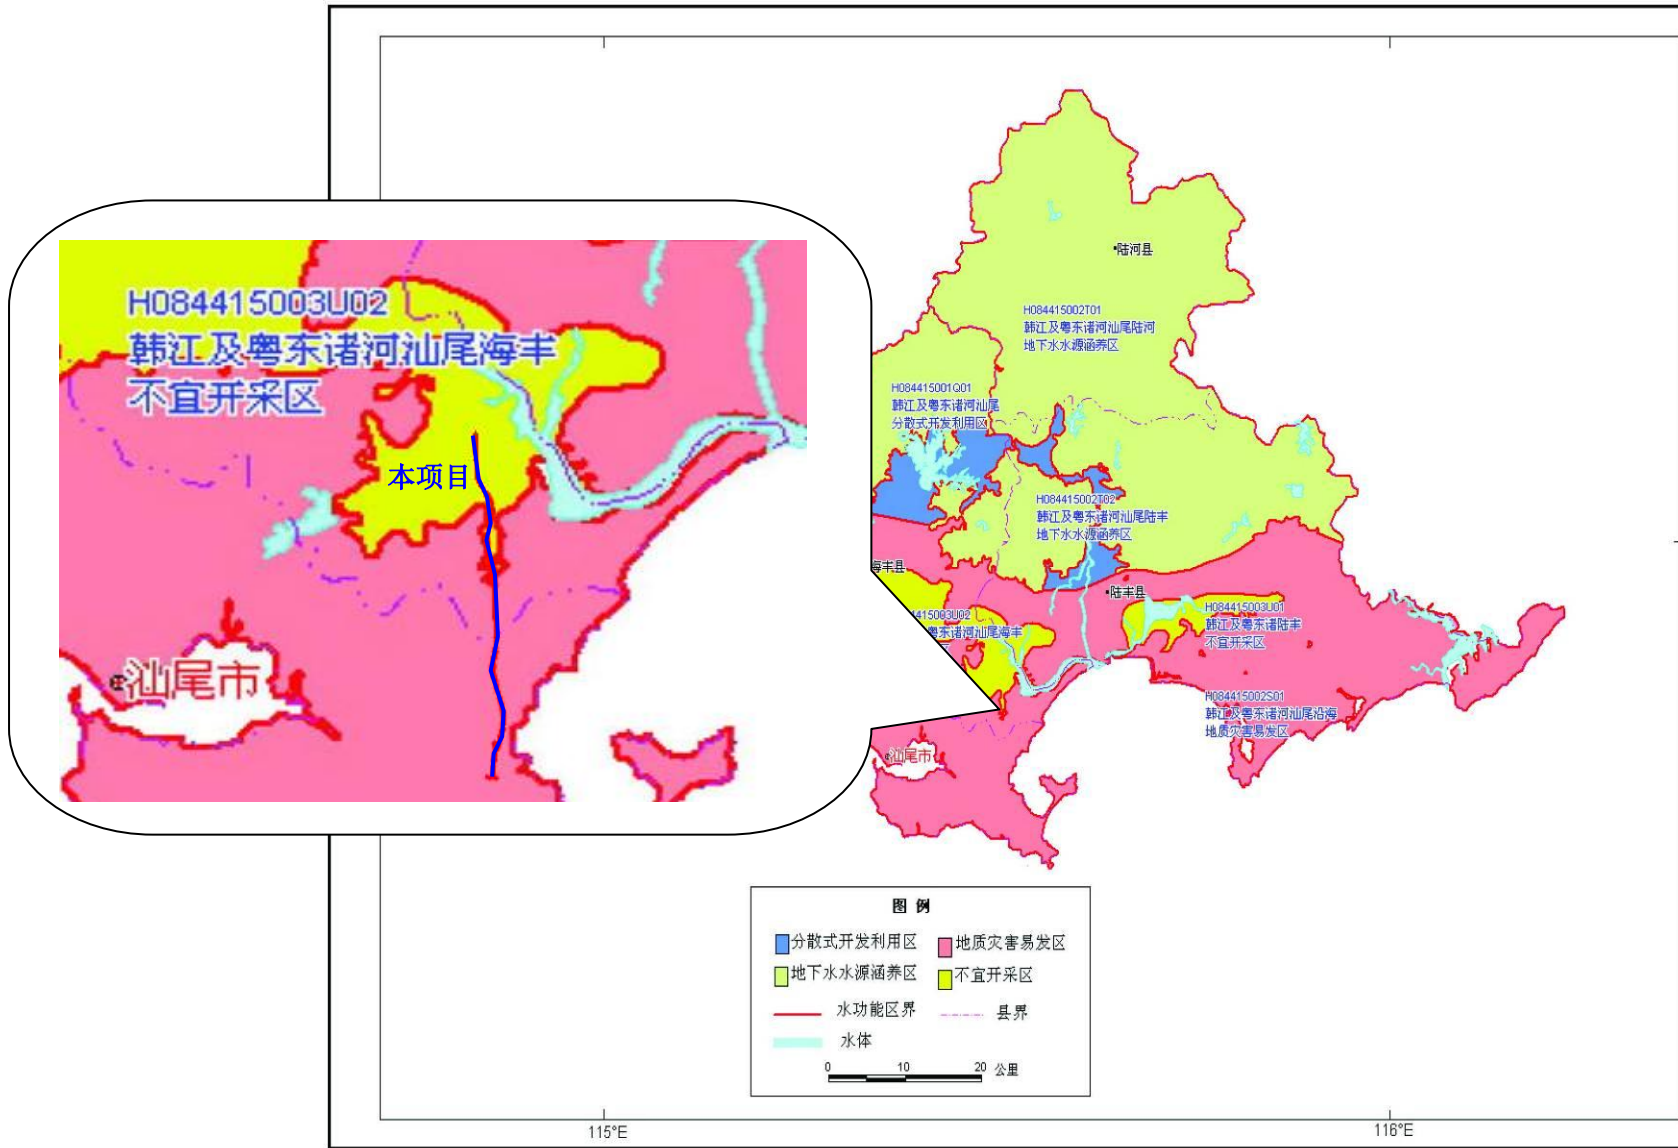 陆河县
H084415002T01
韩江及粤东诸河汕尾陆河
地下水水源涵养区
H084415001Q01
韩江及粤东诸河汕尾
分散式开发利用区
H084415002T02
韩江及粤东诸河汕尾陆丰
地下水水源涵养区
海丰县
陆丰县
4415003U02
粤东诸河汕尾海丰
区
H084415003U01
韩江及粤东诸陆丰
不宜开采区
H084415002S01
韩江及粤东诸河汕尾沿海
地质灾害易发区
汕尾市
H084415003U02
韩江及粤东诸河汕尾海丰
不宜开采区
本项目
汕尾市
图 例
分散式开发利用区
地质灾害易发区
地下水水源涵养区
不宜开采区
水功能区界
县界
水体
0 10 20 公里
115°E
116°E